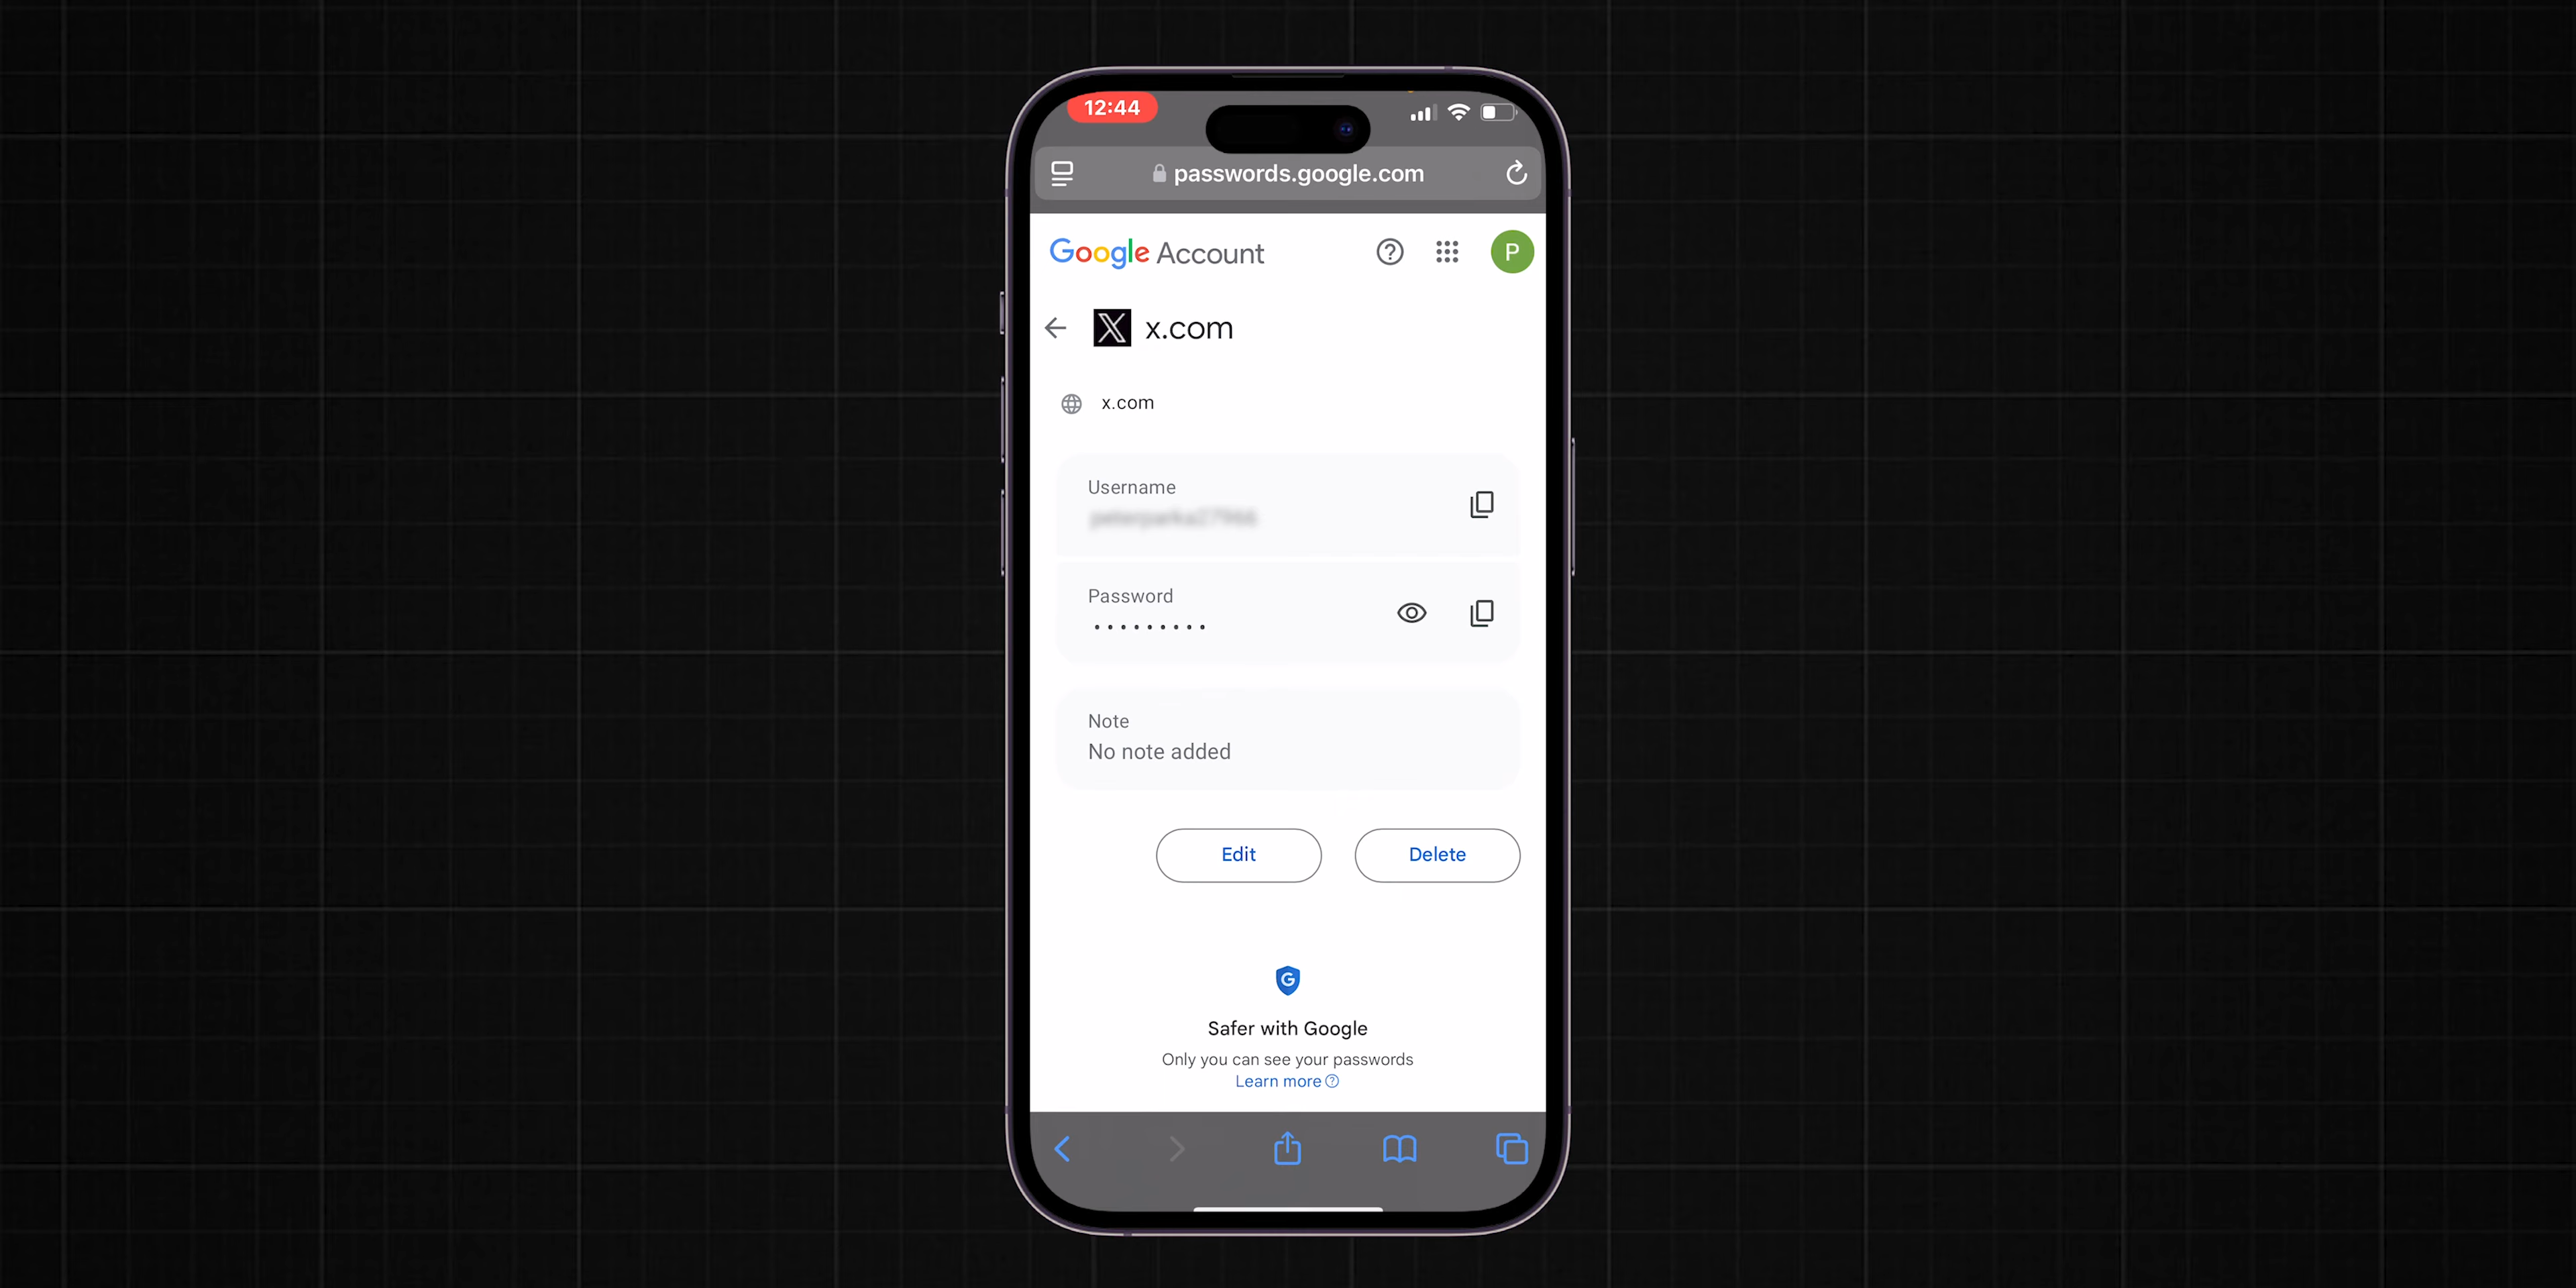 12:44
passwords.google.com
Google Account
P
x.com
x.com
Username
Password
•••••••••
Note
No note added
Edit
Delete
G
Safer with Google
Only you can see your passwords
Learn more